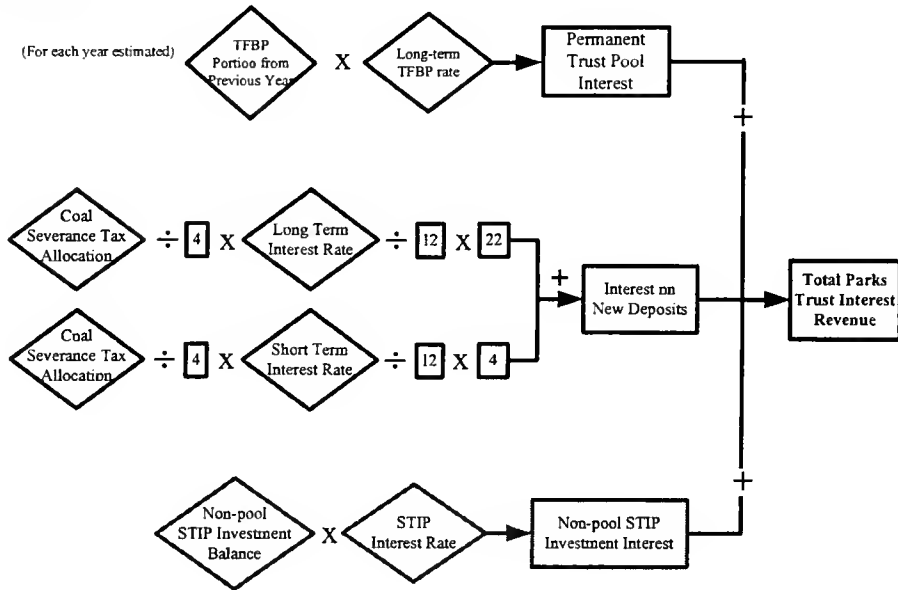 (For each year estimated)
TFBP
Portion from
Previous Year
X
Long-term
TFBP rate
Permanent
Trust Pool
Interest
+
Coal
Severance Tax
Allocation
÷ 4 X
Long Term
Interest Rate
÷ 12 X 22
+
Interest on
New Deposits
Total Parks
Trust Interest
Revenue
Coal
Severance Tax
Allocation
÷ 4 X
Short Term
Interest Rate
÷ 12 X 4
+
Non-pool
STIP Investment
Balance
X
STIP
Interest Rate
Non-pool STIP
Investment Interest